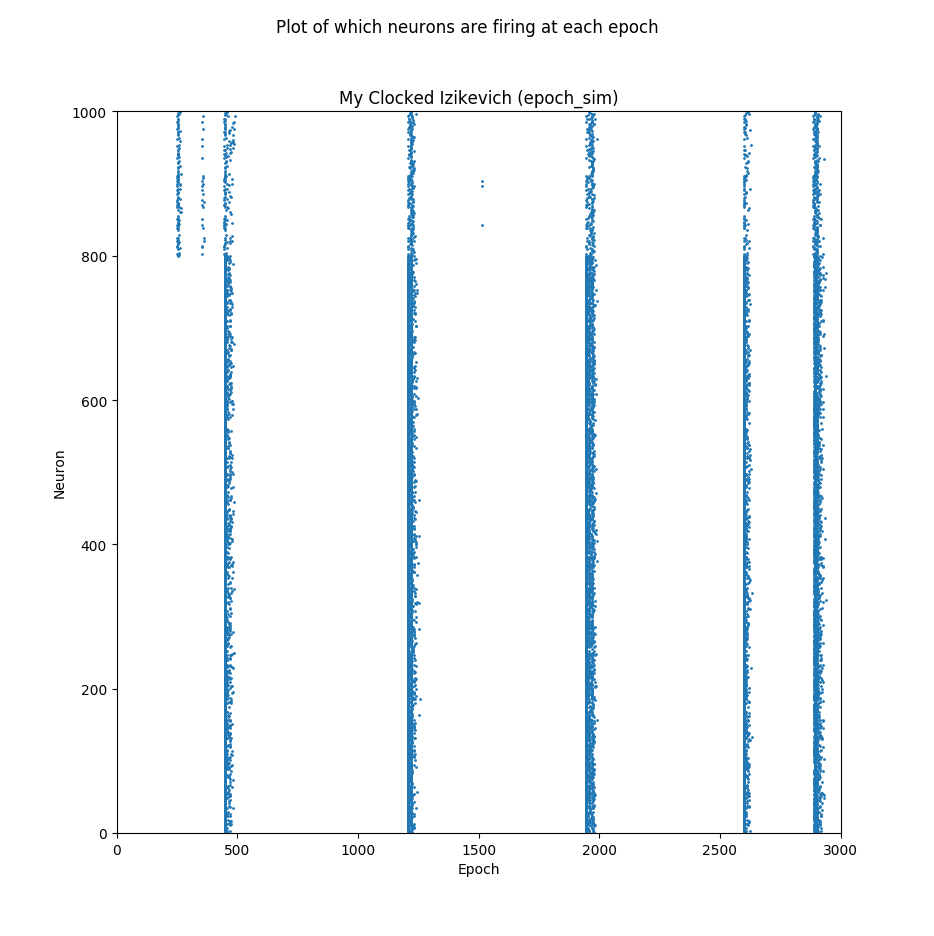 Plot of which neurons are firing at each epoch
My Clocked Izikevich (epoch_sim)
1000
800
600
400
200
0
Neuron
0 500 1000 1500 2000 2500 3000
Epoch